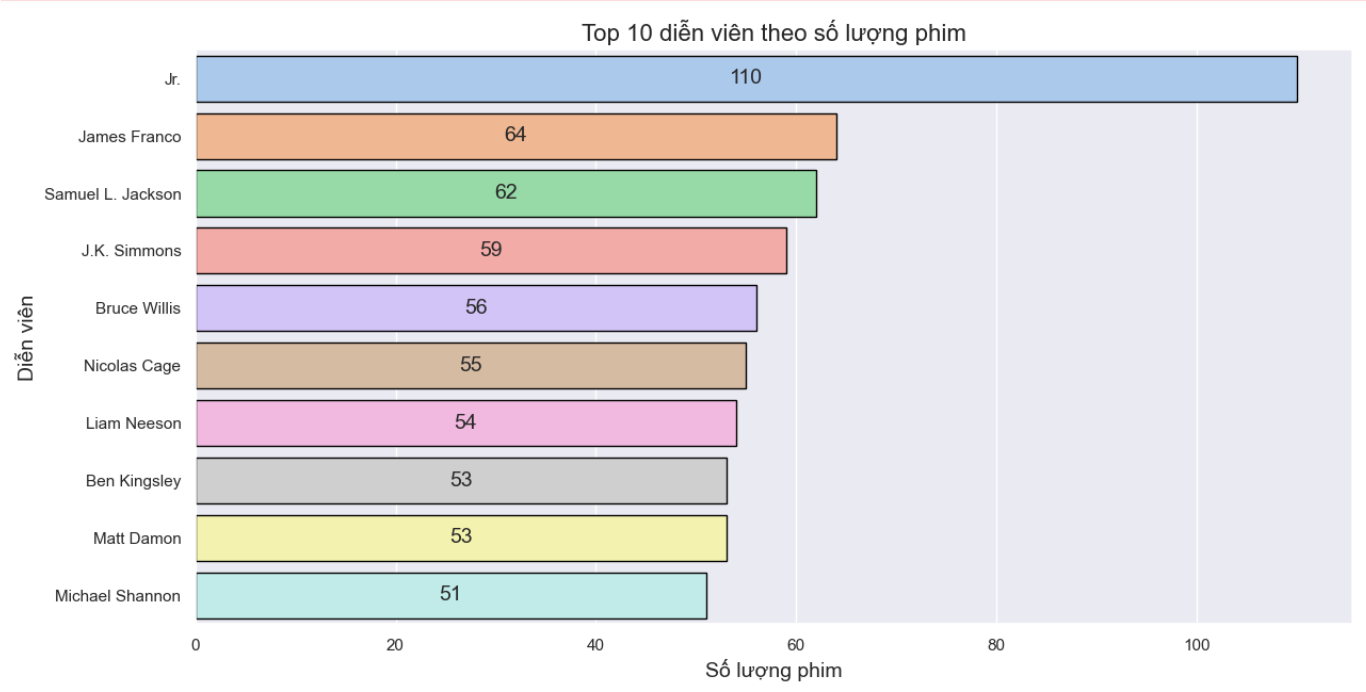 Top 10 diễn viên theo số lượng phim
Diễn viên
Jr.
110
James Franco
64
Samuel L. Jackson
62
J.K. Simmons
59
Bruce Willis
56
Nicolas Cage
55
Liam Neeson
54
Ben Kingsley
53
Matt Damon
53
Michael Shannon
51
0 20 40 60 80 100
Số lượng phim